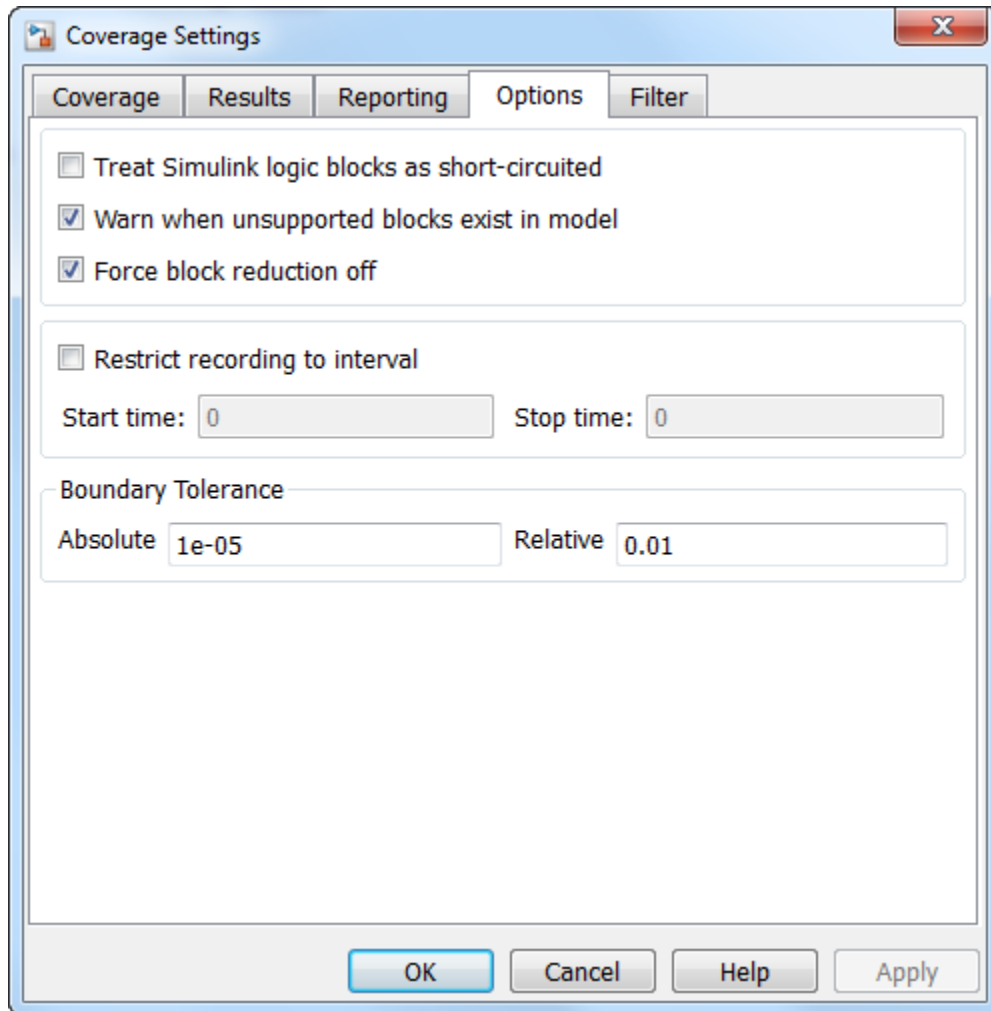 Coverage Settings
Coverage Results Reporting Options Filter
Treat Simulink logic blocks as short-circuited
Warn when unsupported blocks exist in model
Force block reduction off
Restrict recording to interval
Start time: 0 Stop time: 0
Boundary Tolerance
Absolute 1e-05 Relative 0.01
OK Cancel Help Apply